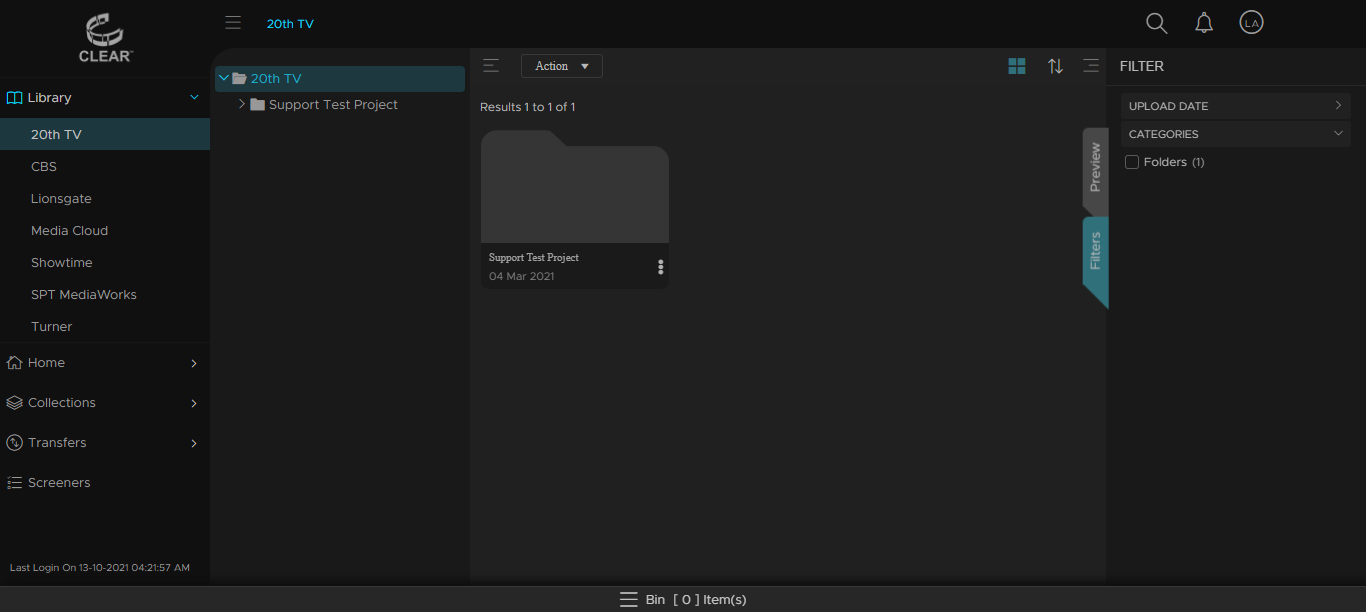 CLEAR™
Library
20th TV
CBS
Lionsgate
Media Cloud
Showtime
SPT MediaWorks
Turner
Home
Collections
Transfers
Screeners
Last Login On 13-10-2021 04:21:57 AM
20th TV
LA
20th TV
Support Test Project
Action
Results 1 to 1 of 1
Support Test Project
04 Mar 2021
Preview
Filters
FILTER
UPLOAD DATE
CATEGORIES
Folders (1)
Bin [ 0 ] Item(s)